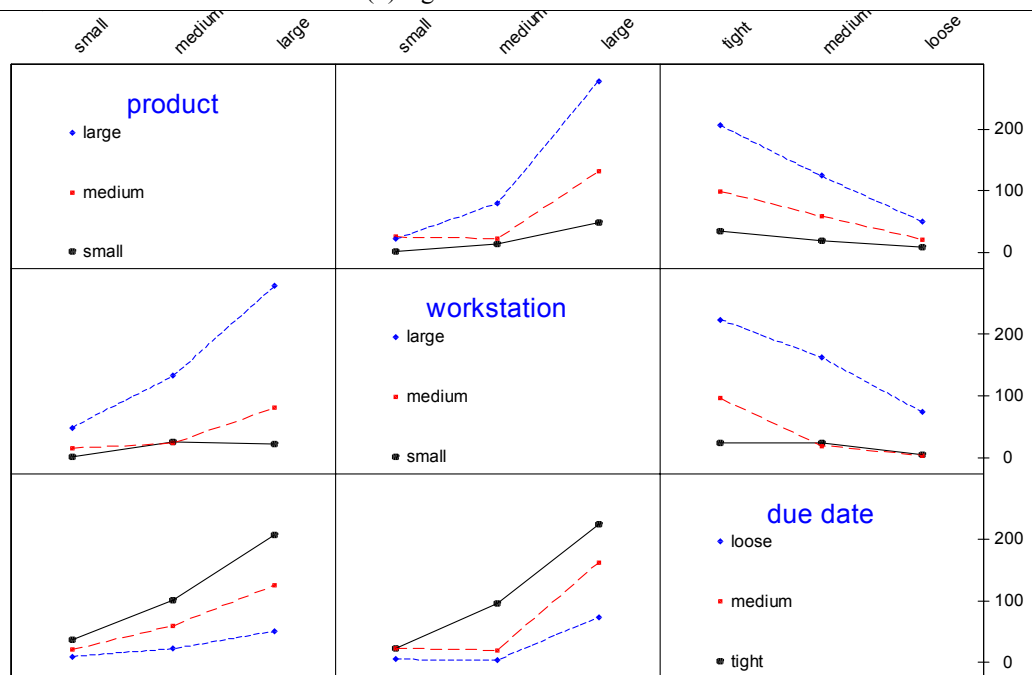 small medium large small medium large tight medium loose
product
large
medium
small
200
100
0
workstation
large
medium
small
200
100
0
due date
loose
medium
tight
200
100
0